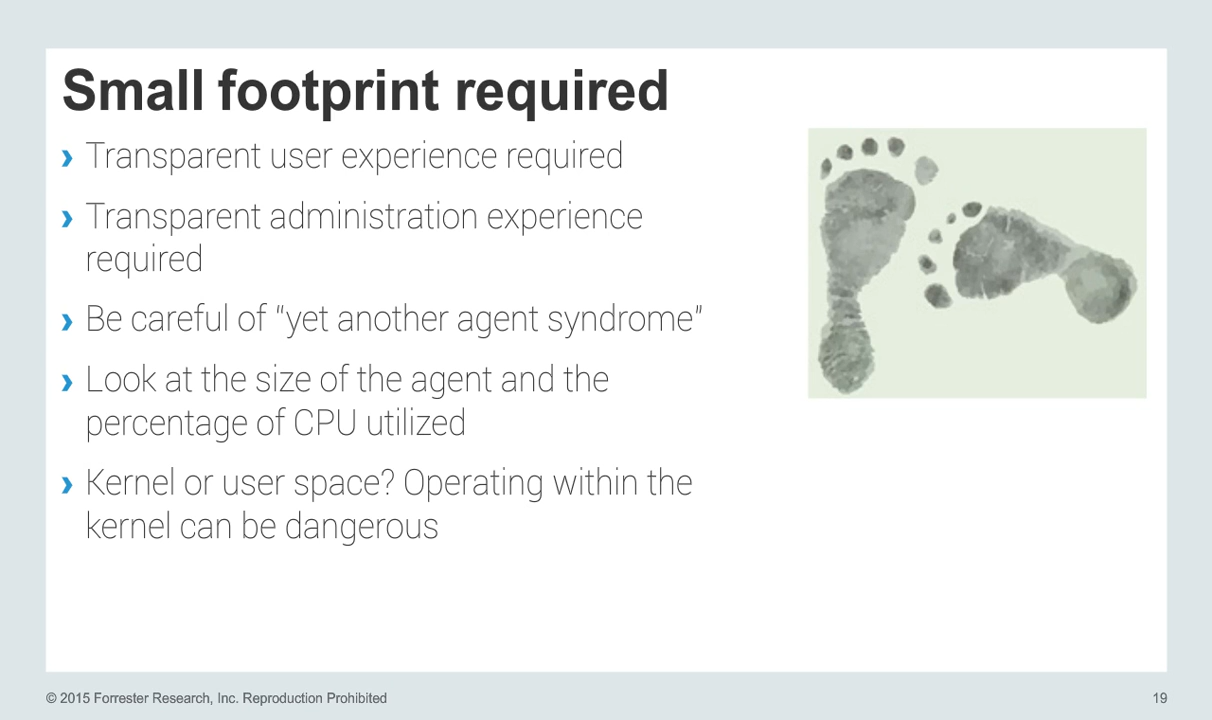 Small footprint required
› Transparent user experience required
› Transparent administration experience
required
› Be careful of “yet another agent syndrome”
› Look at the size of the agent and the
percentage of CPU utilized
› Kernel or user space? Operating within the
kernel can be dangerous
© 2015 Forrester Research, Inc. Reproduction Prohibited
19